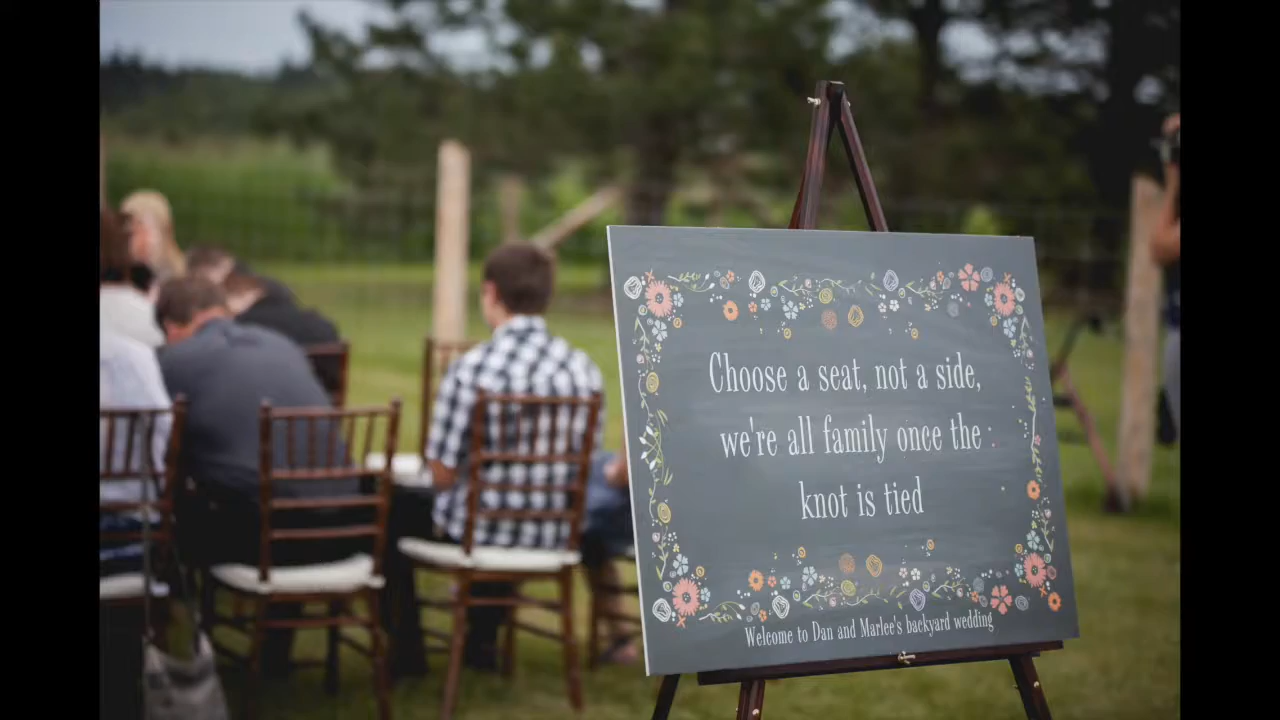 Choose a seat, not a side,
we're all family once the
knot is tied
Welcome to Dan and Marlee's backyard wedding